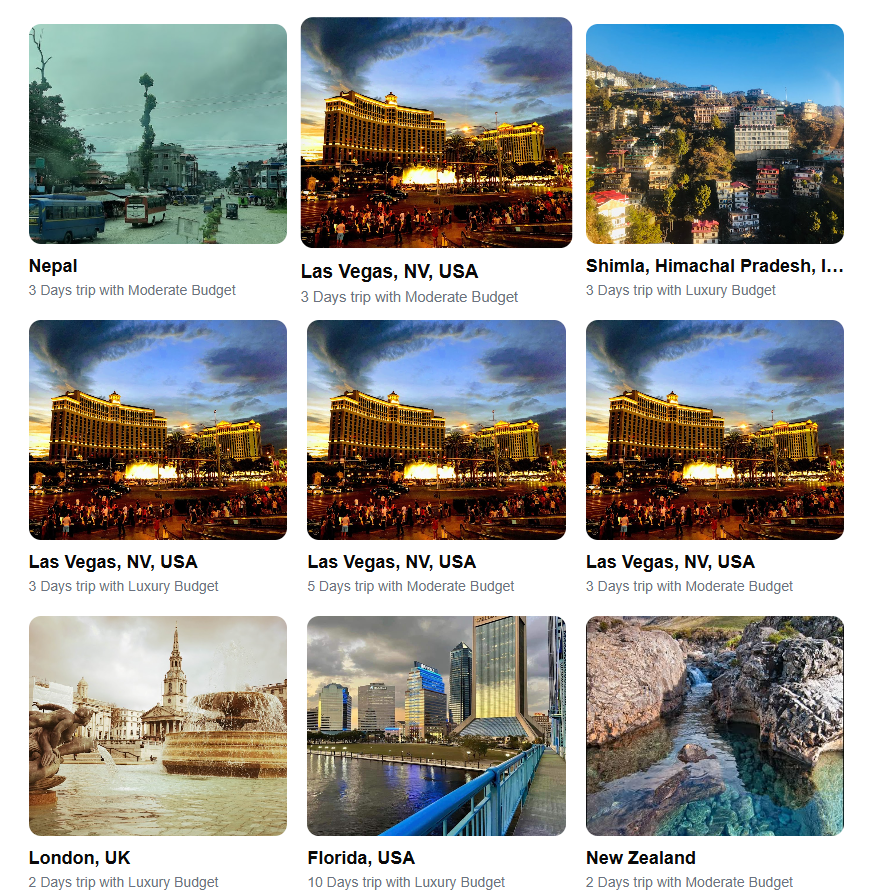 Nepal
3 Days trip with Moderate Budget
Las Vegas, NV, USA
3 Days trip with Moderate Budget
Shimla, Himachal Pradesh, I...
3 Days trip with Luxury Budget
Las Vegas, NV, USA
3 Days trip with Luxury Budget
Las Vegas, NV, USA
5 Days trip with Moderate Budget
Las Vegas, NV, USA
3 Days trip with Moderate Budget
London, UK
2 Days trip with Luxury Budget
Florida, USA
10 Days trip with Luxury Budget
New Zealand
2 Days trip with Moderate Budget